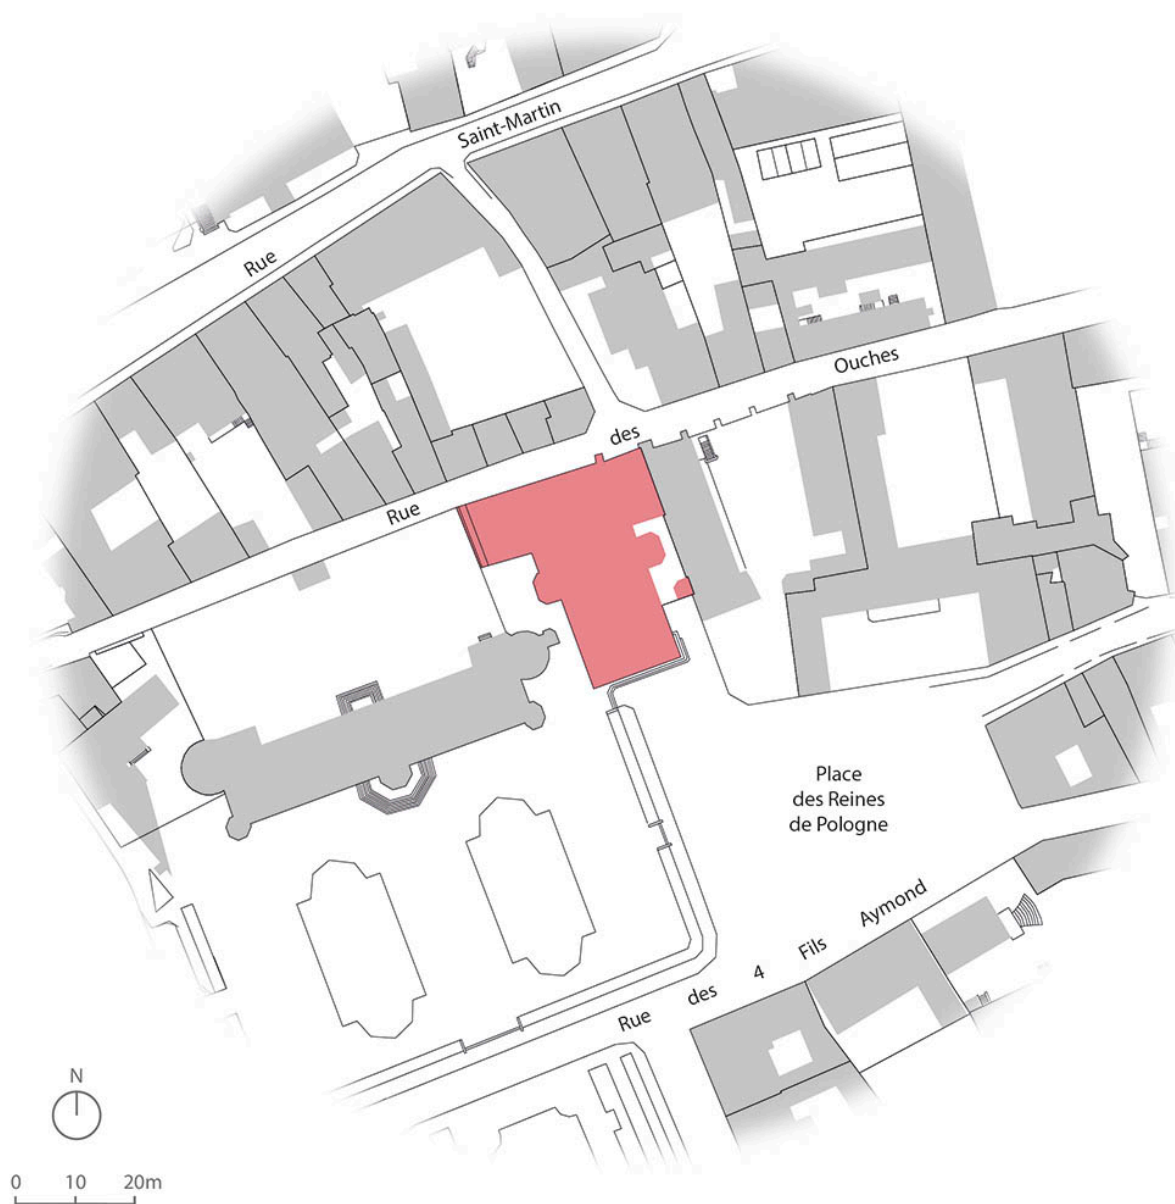 Rue Saint-Martin
Rue des Ouches
Place
des Reines
de Pologne
Rue des 4 Fils Aymond
N
0 10 20m